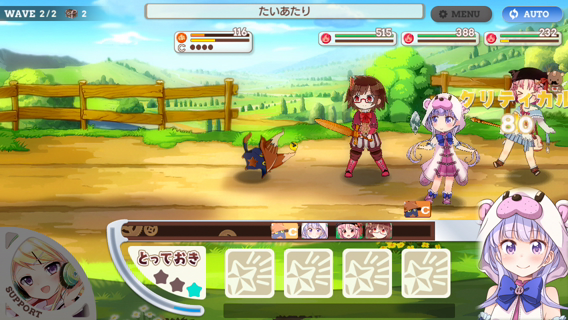 WAVE 2/2 2
たいあたり
MENU
AUTO
116
C
515
388
232
クリティカル
80
C
とっておき
SUPPORT